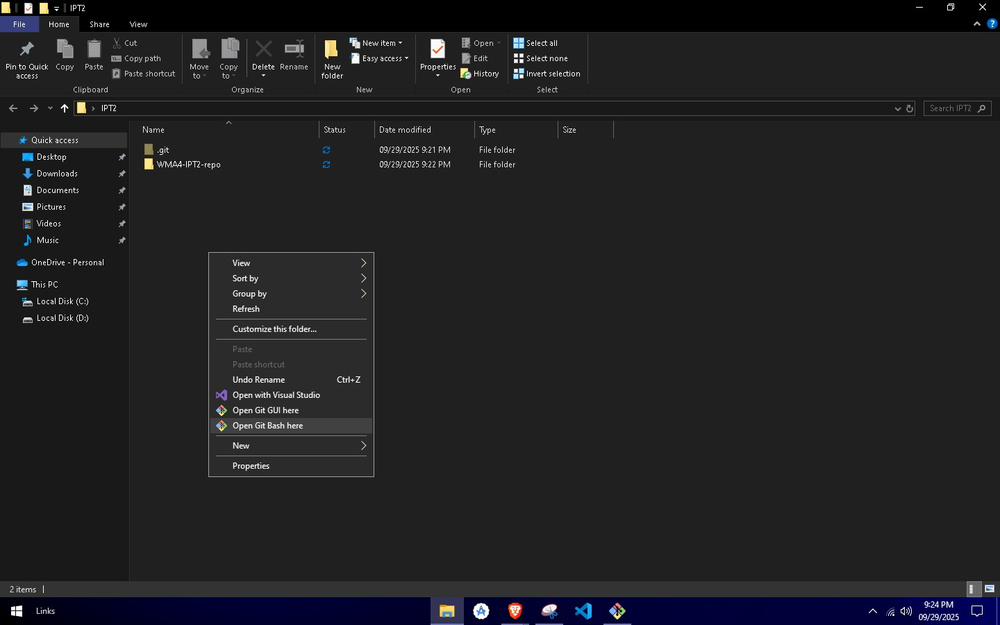 IPT2
File
Home
Share
View
Pin to Quick access
Copy
Paste
Cut
Copy path
Paste shortcut
Clipboard
Move to
Copy to
Delete
Rename
Organize
New folder
New item
Easy access
New
Properties
Open
Edit
History
Open
Select all
Select none
Invert selection
Select
IPT2
Search IPT2
Quick access
Desktop
Downloads
Documents
Pictures
Videos
Music
OneDrive - Personal
This PC
Local Disk (C:)
Local Disk (D:)
Name Status Date modified Type Size
.git 09/29/2025 9:21 PM File folder
WMA4-IPT2-repo 09/29/2025 9:22 PM File folder
View
Sort by
Group by
Refresh
Customize this folder...
Paste
Paste shortcut
Undo Rename Ctrl+Z
Open with Visual Studio
Open Git GUI here
Open Git Bash here
New
Properties
2 items
Links
9:24 PM
09/29/2025